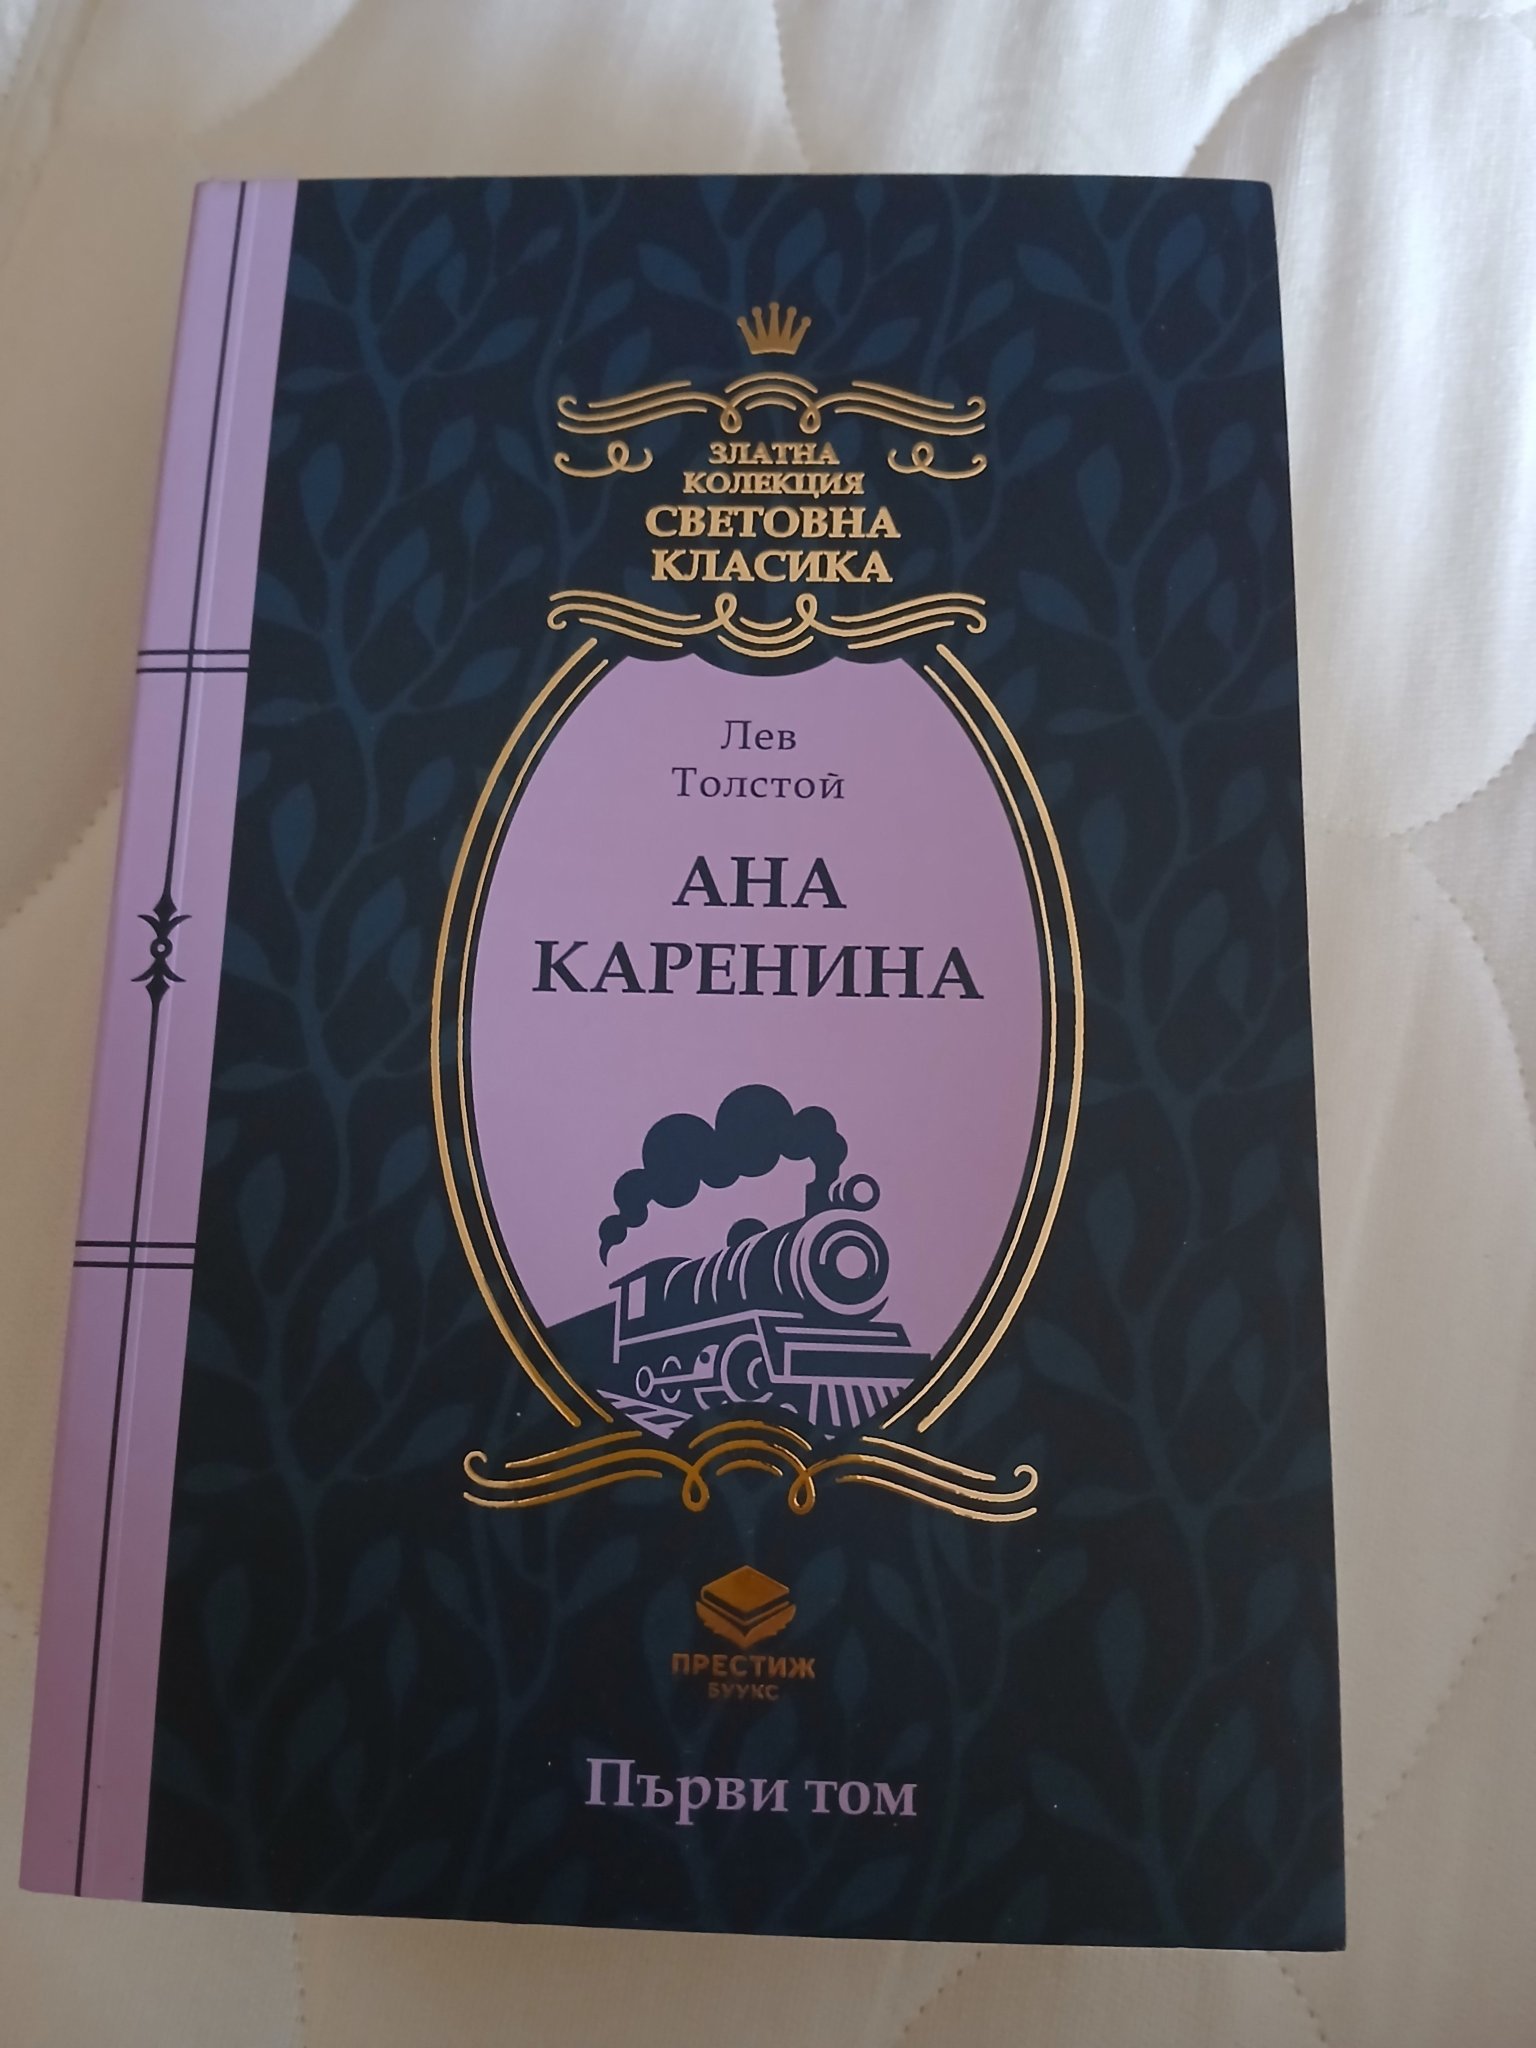 ЗЛАТНА
КОЛЕКЦИЯ
СВЕТОВНА
КЛАСИКА
Лев
Толстой
АНА
КАРЕНИНА
ПРЕСТИЖ
БУУКС
Първи том